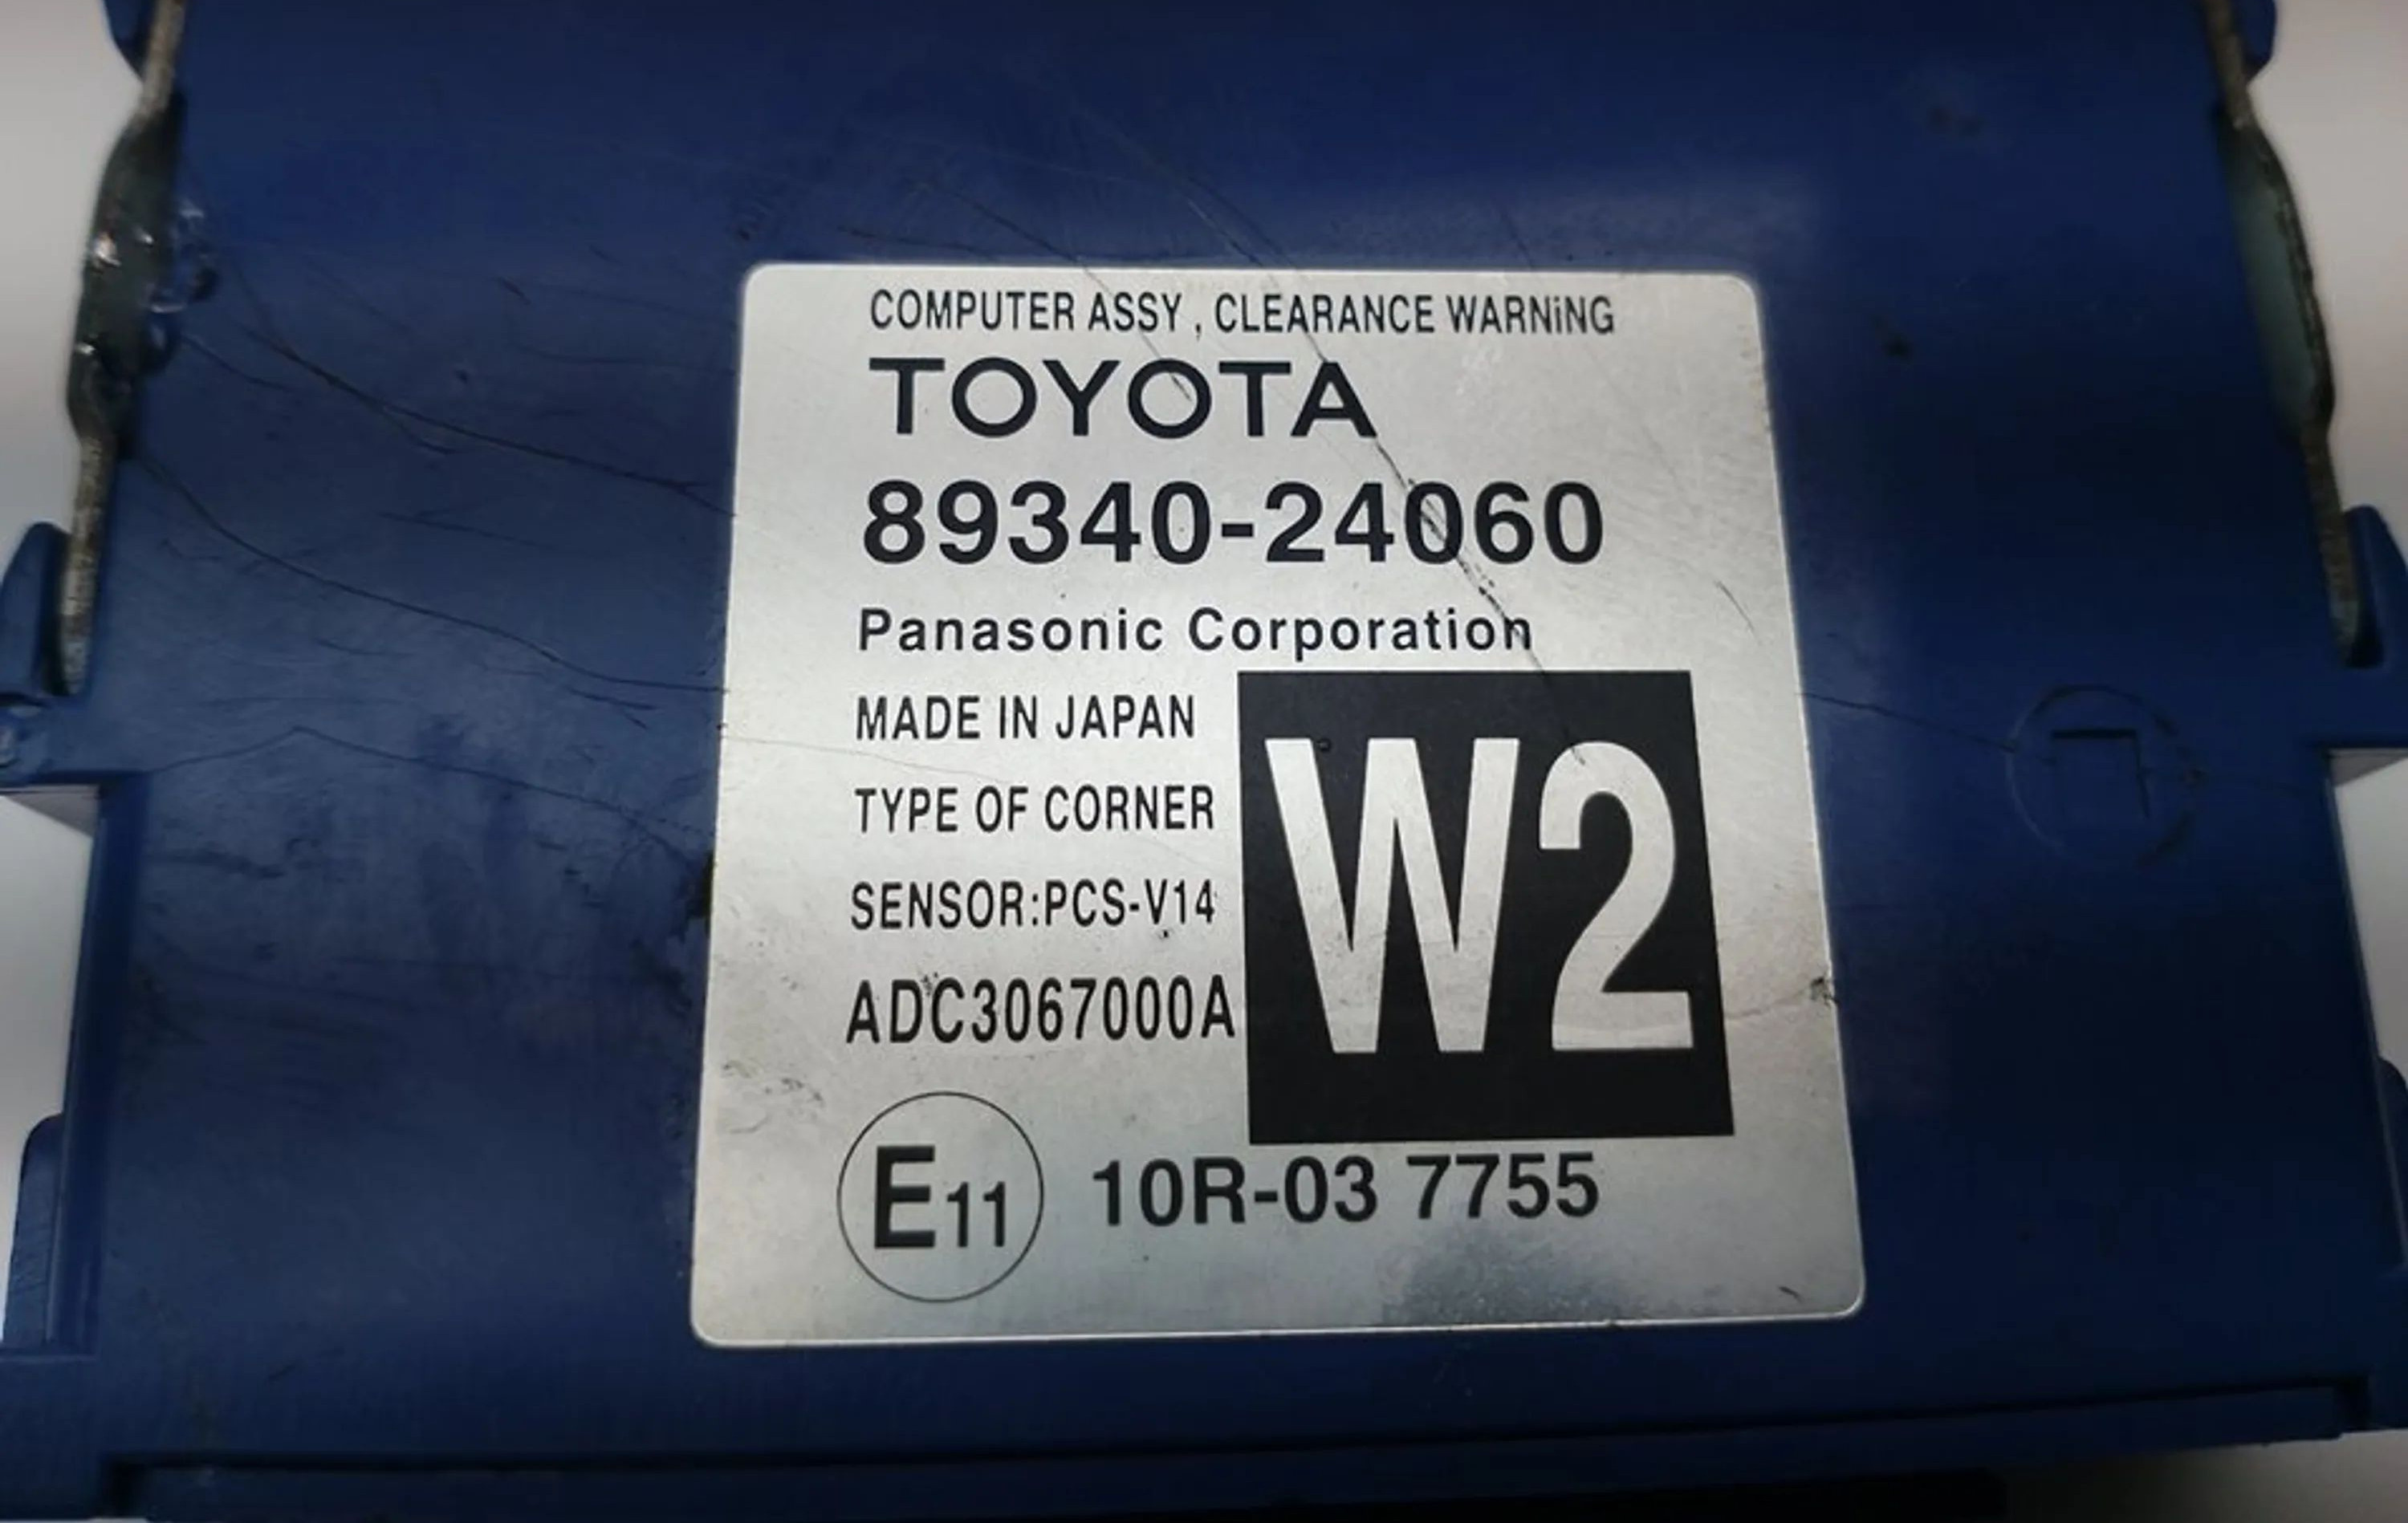 COMPUTER ASSY , CLEARANCE WARNiNG
TOYOTA
89340-24060
Panasonic Corporation
MADE IN JAPAN
TYPE OF CORNER
SENSOR:PCS-V14
ADC3067000A
W2
E11 10R-03 7755